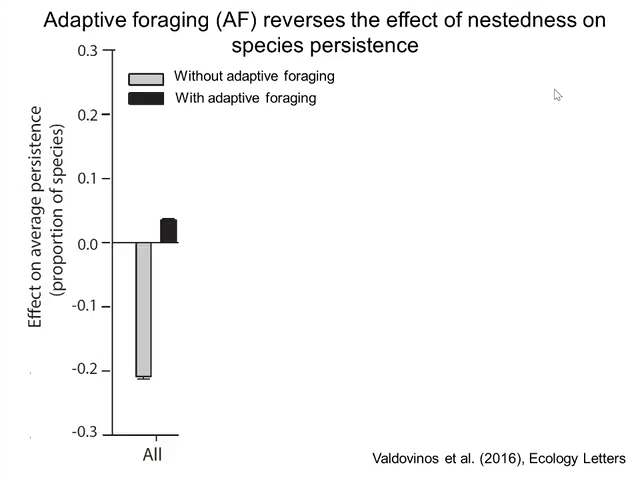 Adaptive foraging (AF) reverses the effect of nestedness on
species persistence
0.3
Without adaptive foraging
With adaptive foraging
0.2
0.1
0.0
-0.1
-0.2
-0.3
Effect on average persistence
(proportion of species)
All
Valdovinos et al. (2016), Ecology Letters